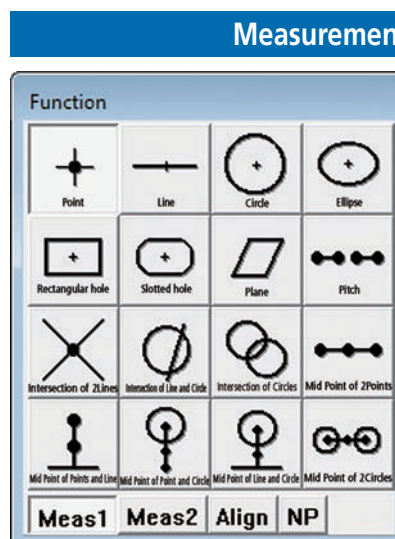 Measuremen
Function
Point Line Circle Ellipse
Rectangular hole Slotted hole Plane Pitch
Intersection of 2Lines Intersection of Line and Circle Intersection of Circles Mid Point of 2Points
Mid Point of Points and Line Mid Point of Point and Circle Mid Point of Line and Circle Mid Point of 2Circles
Meas1 Meas2 Align NP